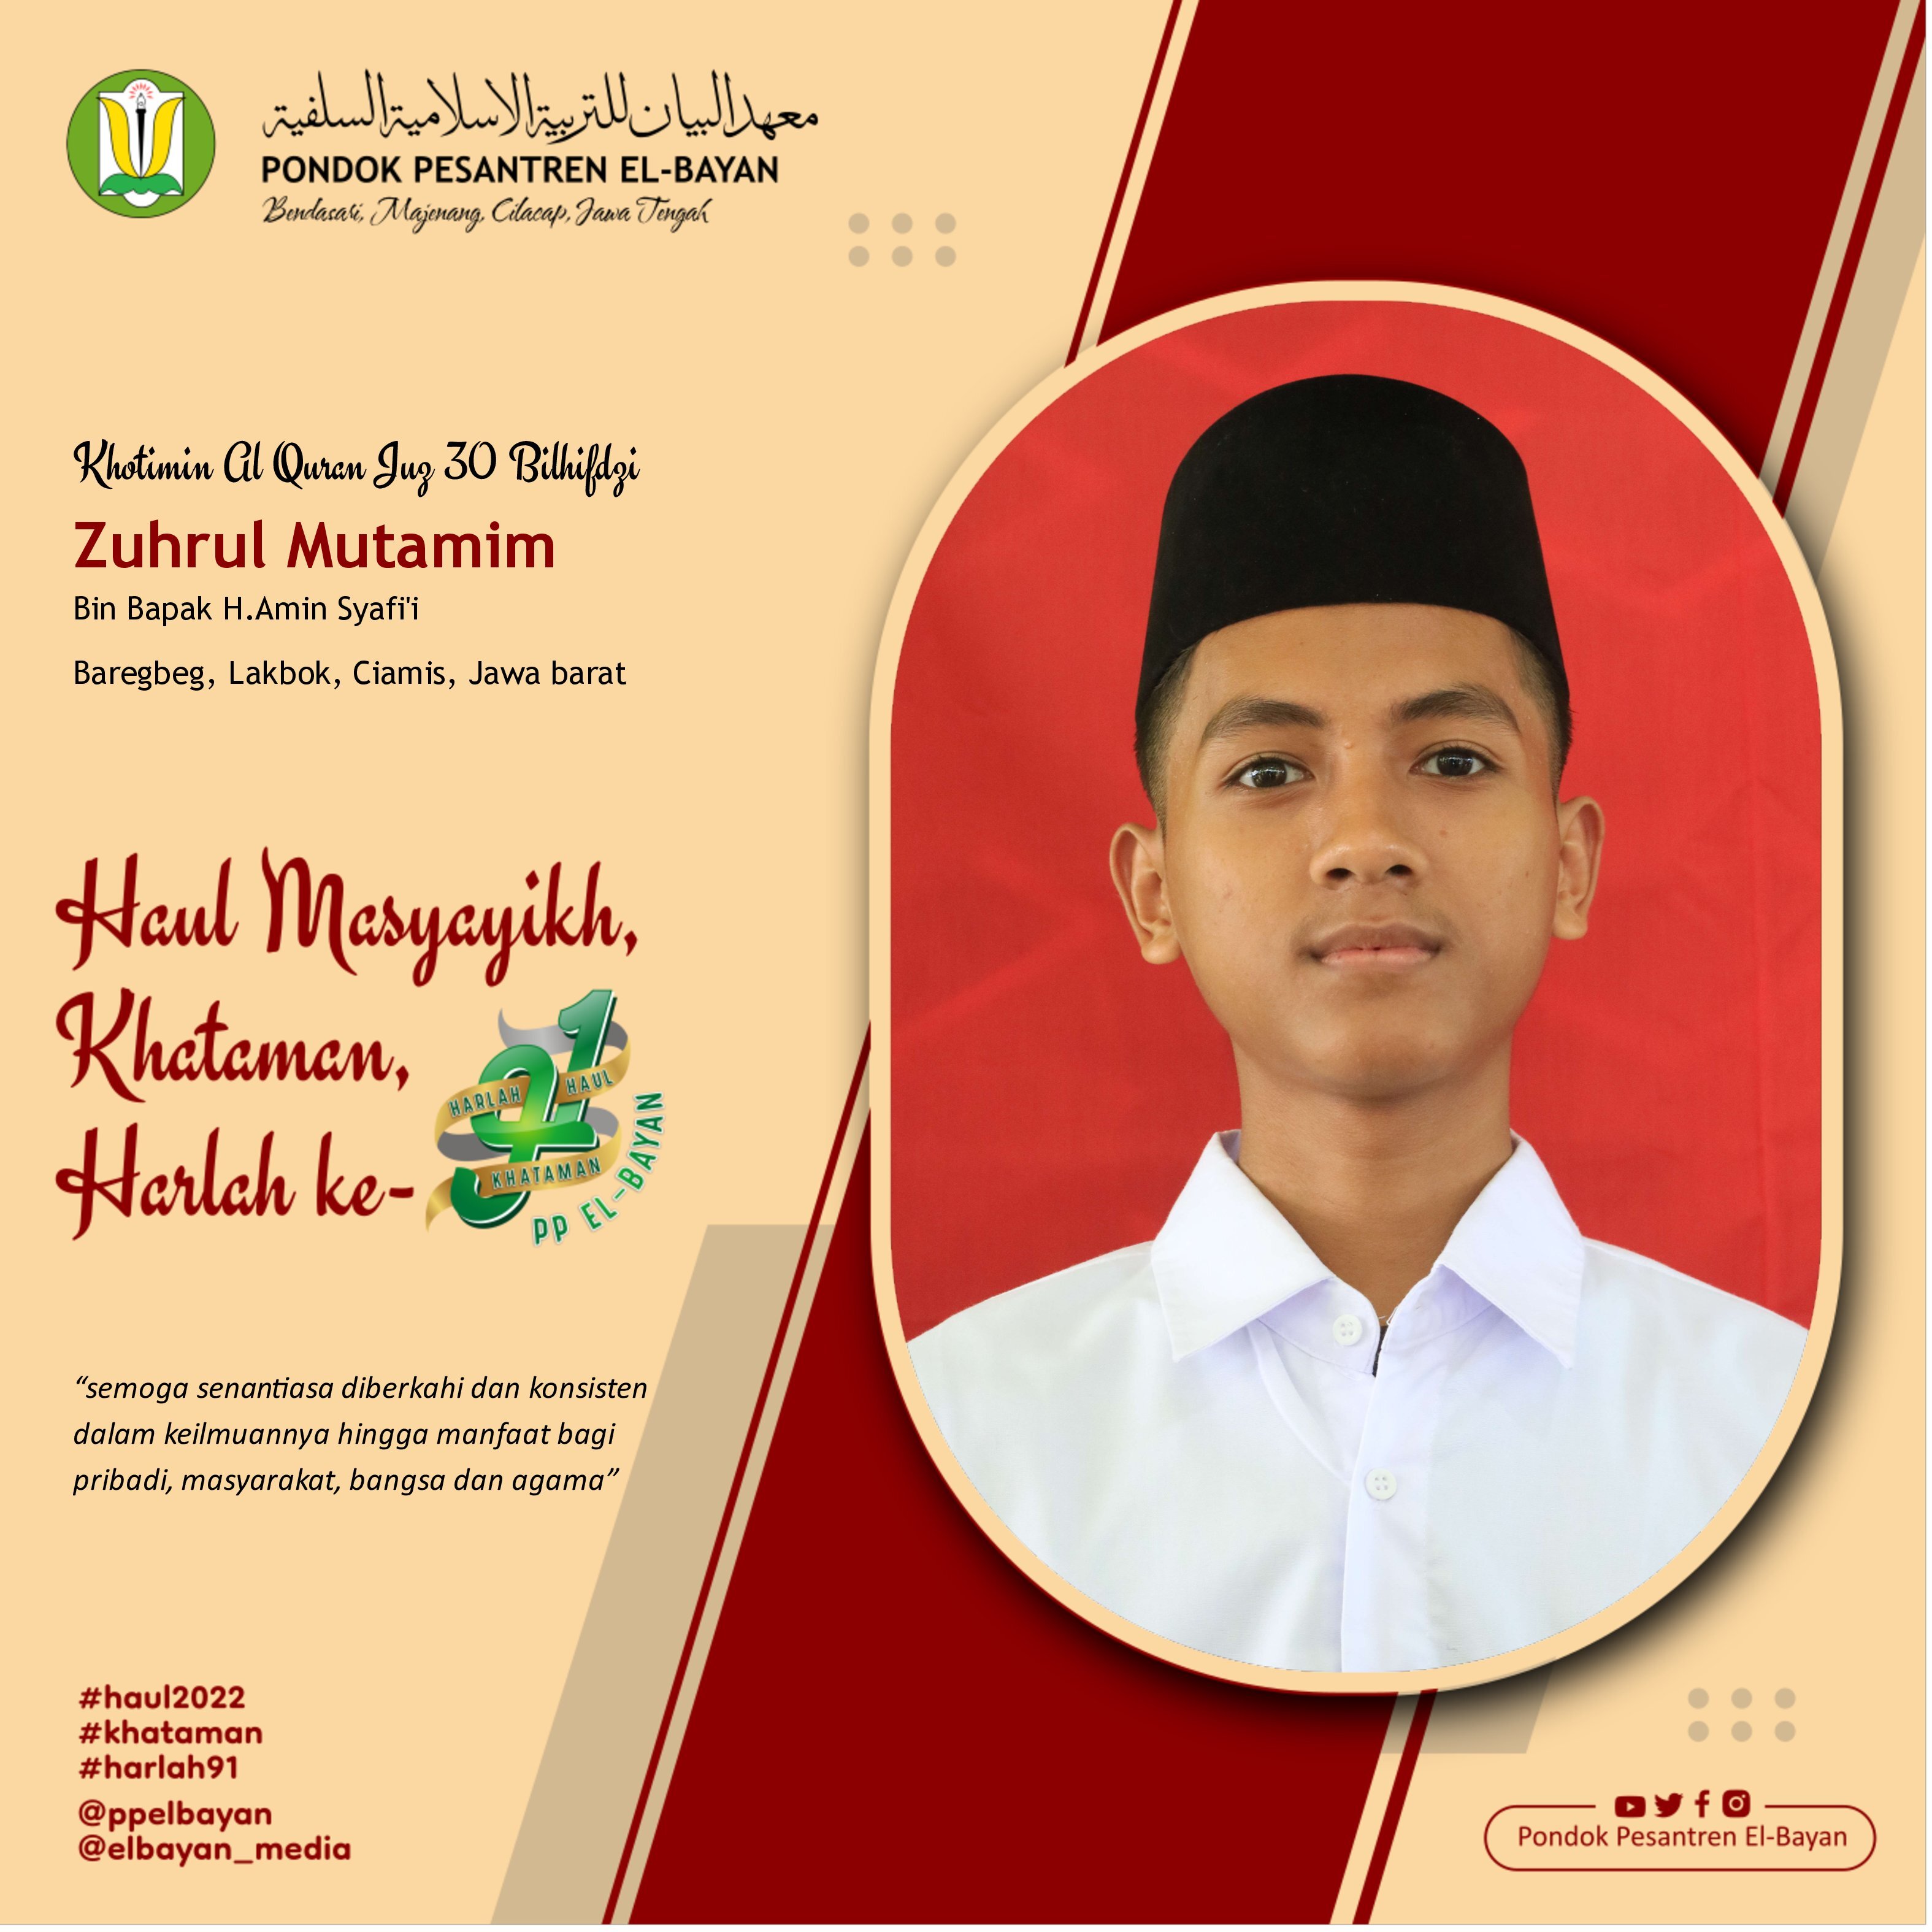 معهد البيان للتربية الاسلامية السلفية
PONDOK PESANTREN EL-BAYAN
Bendasari, Majenang, Cilacap, Jawa Tengah
Khotimin Al Quran Juz 30 Bilhifdzi
Zuhrul Mutamim
Bin Bapak H.Amin Syafi'i
Baregbeg, Lakbok, Ciamis, Jawa barat
Haul Masyayikh,
Khataman,
Harlah ke-
91
HARLAH HAUL
KHATAMAN
PP EL-BAYAN
“semoga senantiasa diberkahi dan konsisten
dalam keilmuannya hingga manfaat bagi
pribadi, masyarakat, bangsa dan agama”
#haul2022
#khataman
#harlah91
@ppelbayan
@elbayan_media
Pondok Pesantren El-Bayan